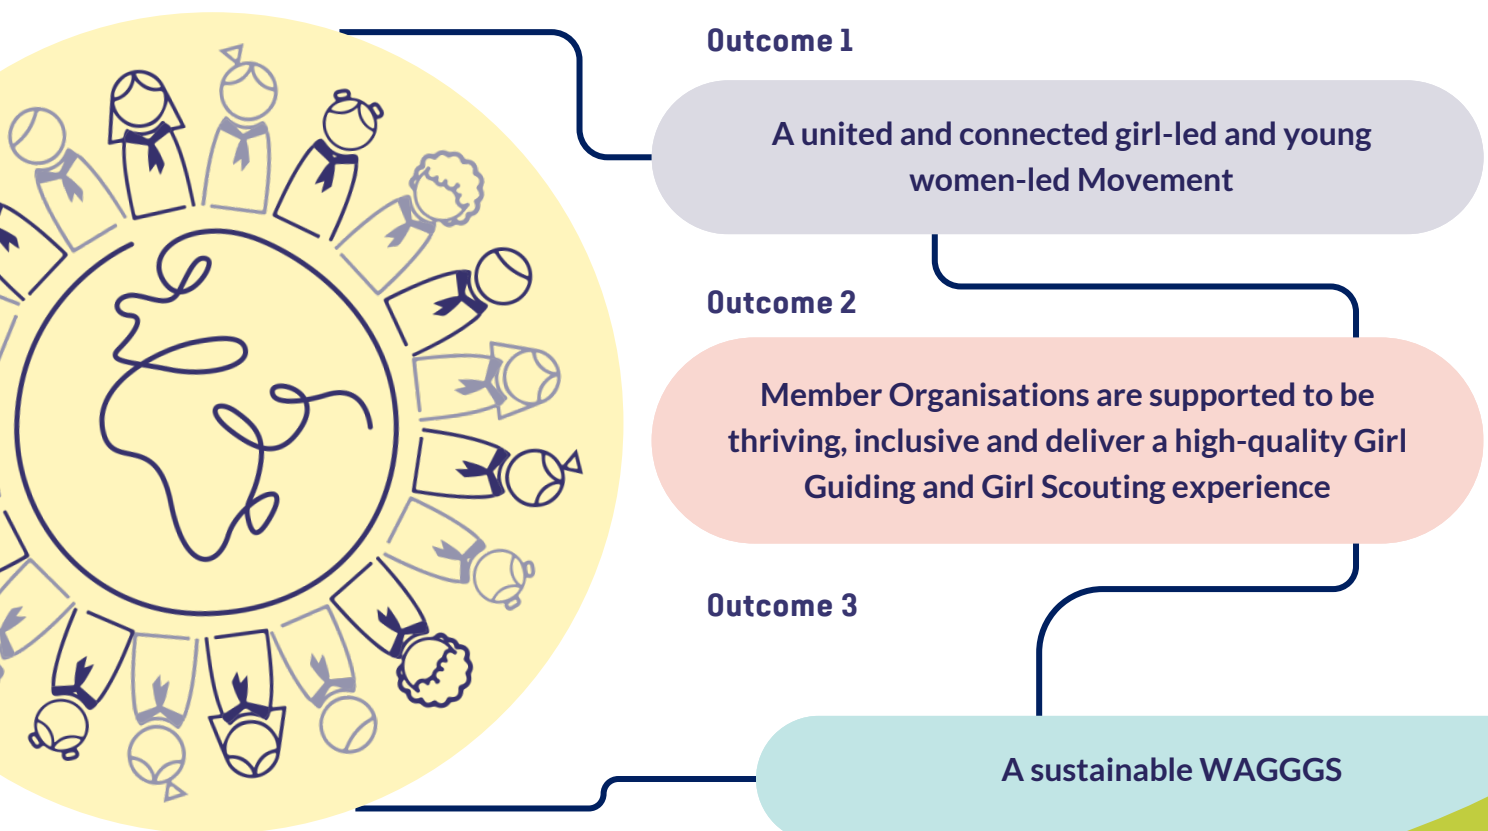 Outcome 1
A united and connected girl-led and young
women-led Movement
Outcome 2
Member Organisations are supported to be
thriving, inclusive and deliver a high-quality Girl
Guiding and Girl Scouting experience
Outcome 3
A sustainable WAGGGS